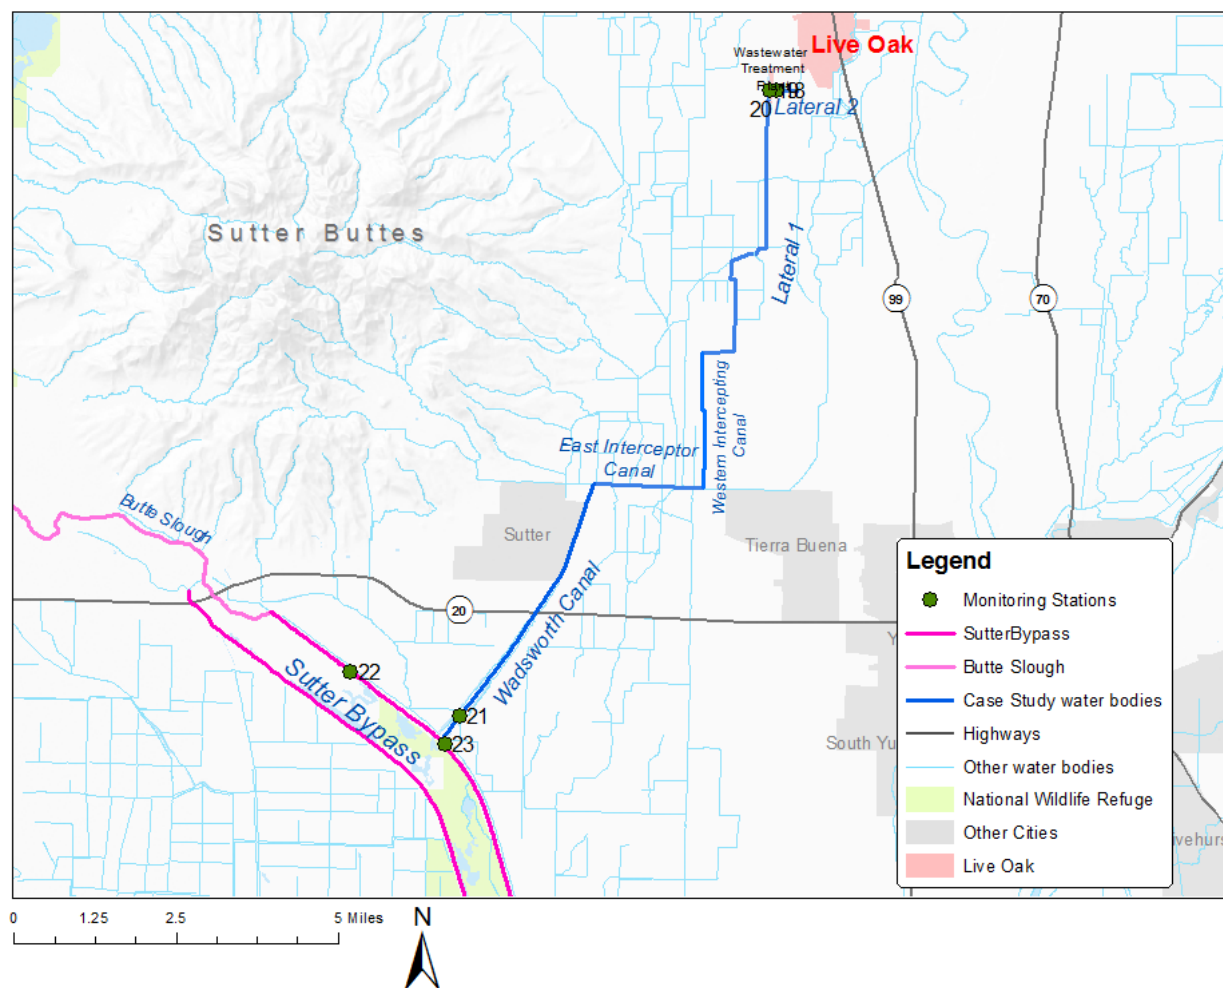 Live Oak
Wastewater
Treatment
18
20
Lateral 2
Sutter Buttes
Lateral 1
99
70
Western Intercepting
Canal
East Interceptor
Canal
Butte Slough
Sutter
Tierra Buena
20
Wadsworth Canal
Sutter Bypass
22
21
23
South Yu
ivehurs
Legend
Monitoring Stations
SutterBypass
Butte Slough
Case Study water bodies
Highways
Other water bodies
National Wildlife Refuge
Other Cities
Live Oak
0 1.25 2.5 5 Miles
N